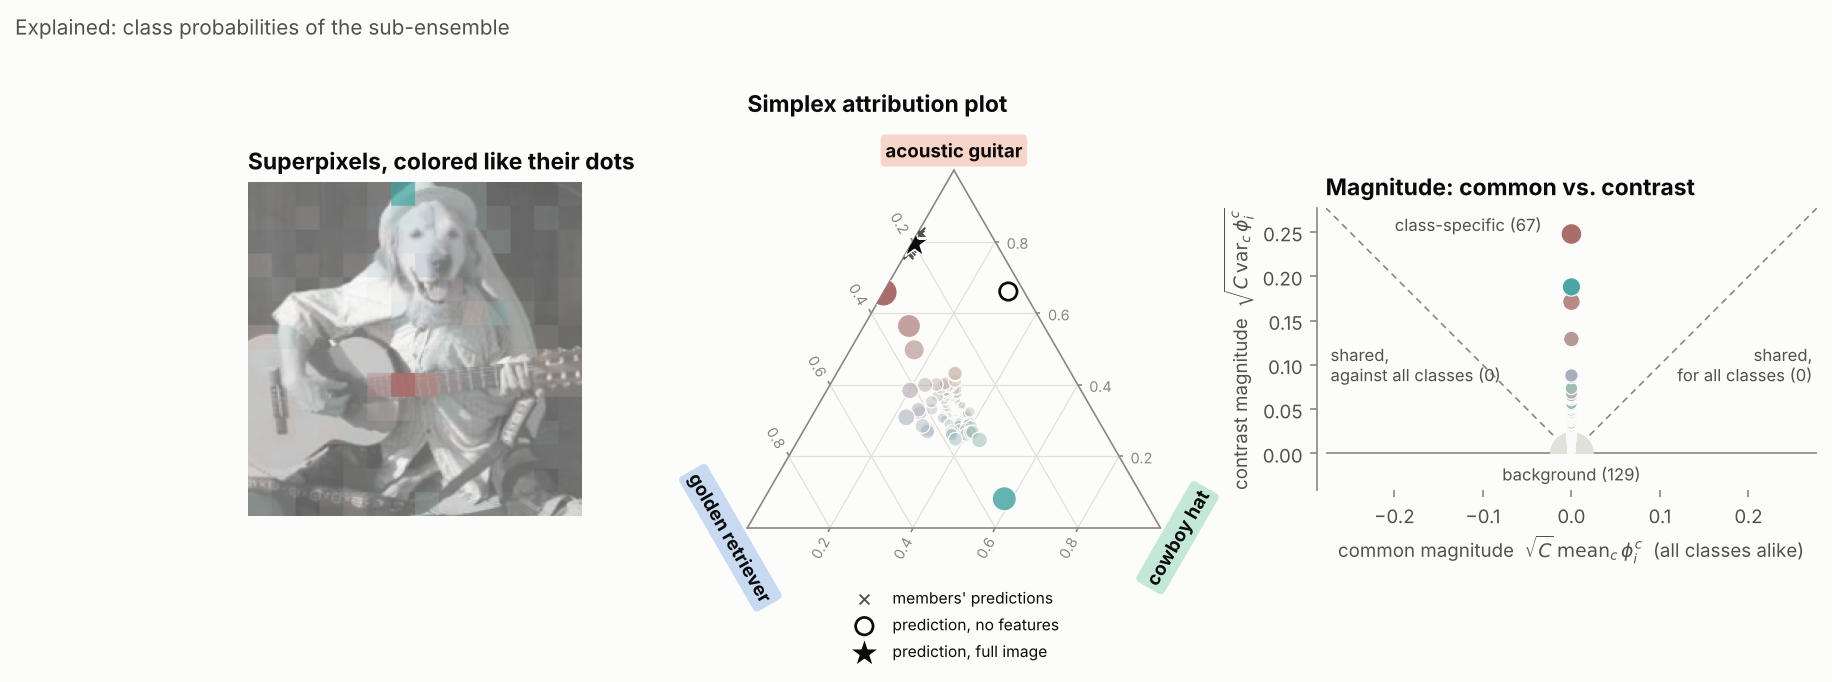 Explained: class probabilities of the sub-ensemble
Superpixels, colored like their dots
Simplex attribution plot
acoustic guitar
golden retriever
cowboy hat
0.2
0.4
0.6
0.8
0.8
0.6
0.4
0.2
0.2
0.4
0.6
0.8
members' predictions
prediction, no features
prediction, full image
Magnitude: common vs. contrast
class-specific (67)
shared,
against all classes (0)
shared,
for all classes (0)
background (129)
contrast magnitude √C var_c ϕ_i^c
0.25
0.20
0.15
0.10
0.05
0.00
−0.2
−0.1
0.0
0.1
0.2
common magnitude √C mean_c ϕ_i^c (all classes alike)